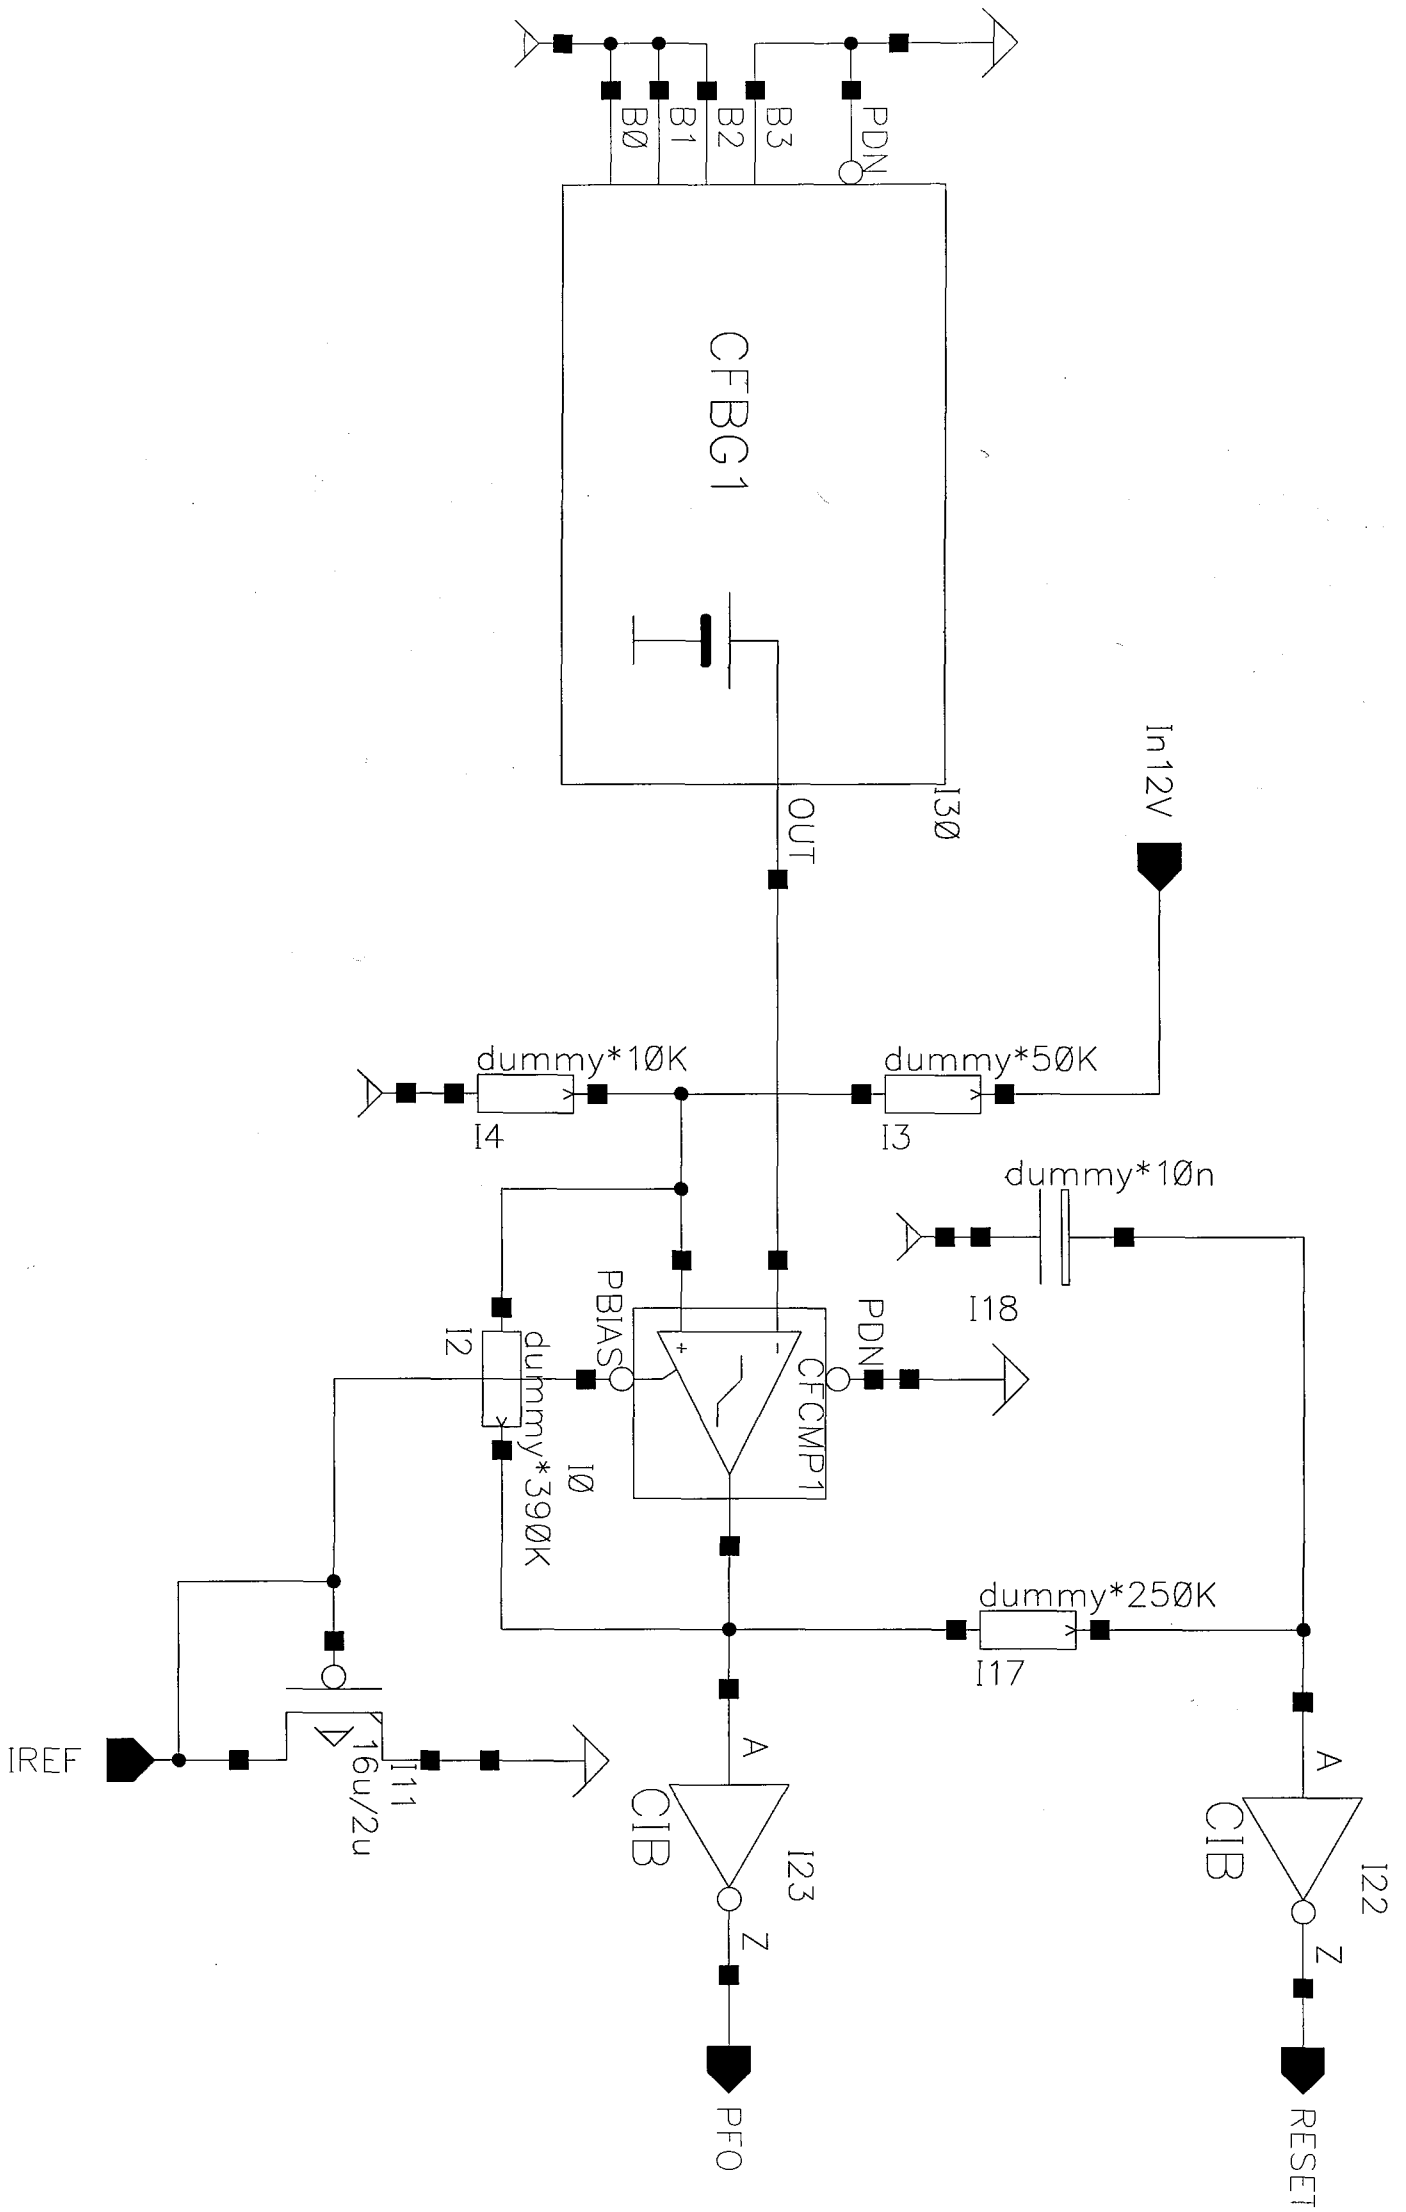 B0
B1
B2
B3
PDN
CFBG1
I30
OUT
In12V
dummy*10K
I4
dummy*50K
I3
dummy*10n
I18
PBIAS
PDN
+
-
CFCMP1
I2
dummy*390K
I0
dummy*250K
I17
IREF
I11
16u/2u
A
CIB
I23
Z
PFO
A
CIB
I22
Z
RESET